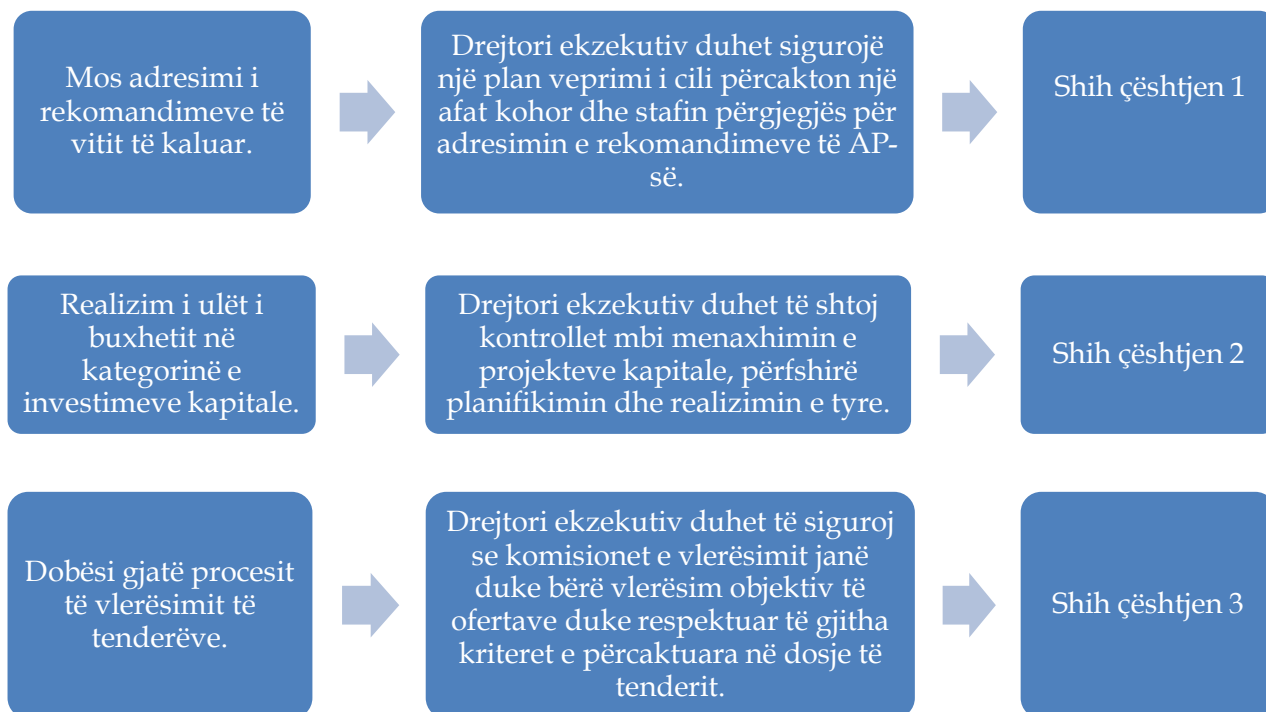 Mos adresimi i
rekomandimeve të
vitit të kaluar.
Drejtori ekzekutiv duhet sigurojë
një plan veprimi i cili përcakton një
afat kohor dhe stafin përgjegjës për
adresimin e rekomandimeve të AP-
së.
Shih çështjen 1
Realizim i ulët i
buxhetit në
kategorinë e
investimeve kapitale.
Drejtori ekzekutiv duhet të shtoj
kontrollet mbi menaxhimin e
projekteve kapitale, përfshirë
planifikimin dhe realizimin e tyre.
Shih çështjen 2
Dobësi gjatë procesit
të vlerësimit të
tenderëve.
Drejtori ekzekutiv duhet të siguroj
se komisionet e vlerësimit janë
duke bërë vlerësim objektiv të
ofertave duke respektuar të gjitha
kriteret e përcaktuara në dosje të
tenderit.
Shih çështjen 3